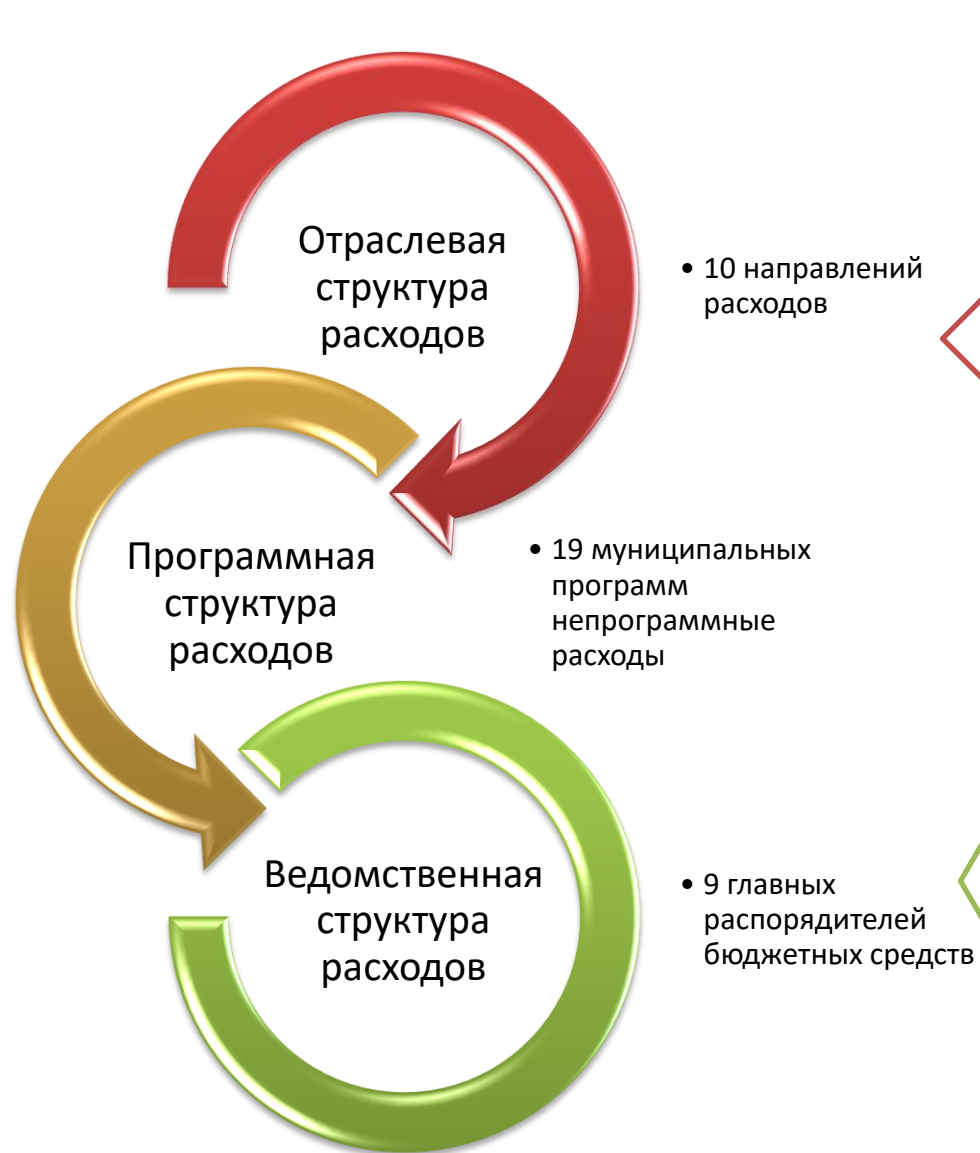 Отраслевая
структура
расходов
• 10 направлений
расходов
Программная
структура
расходов
• 19 муниципальных
программ
непрограммные
расходы
Ведомственная
структура
расходов
• 9 главных
распорядителей
бюджетных средств